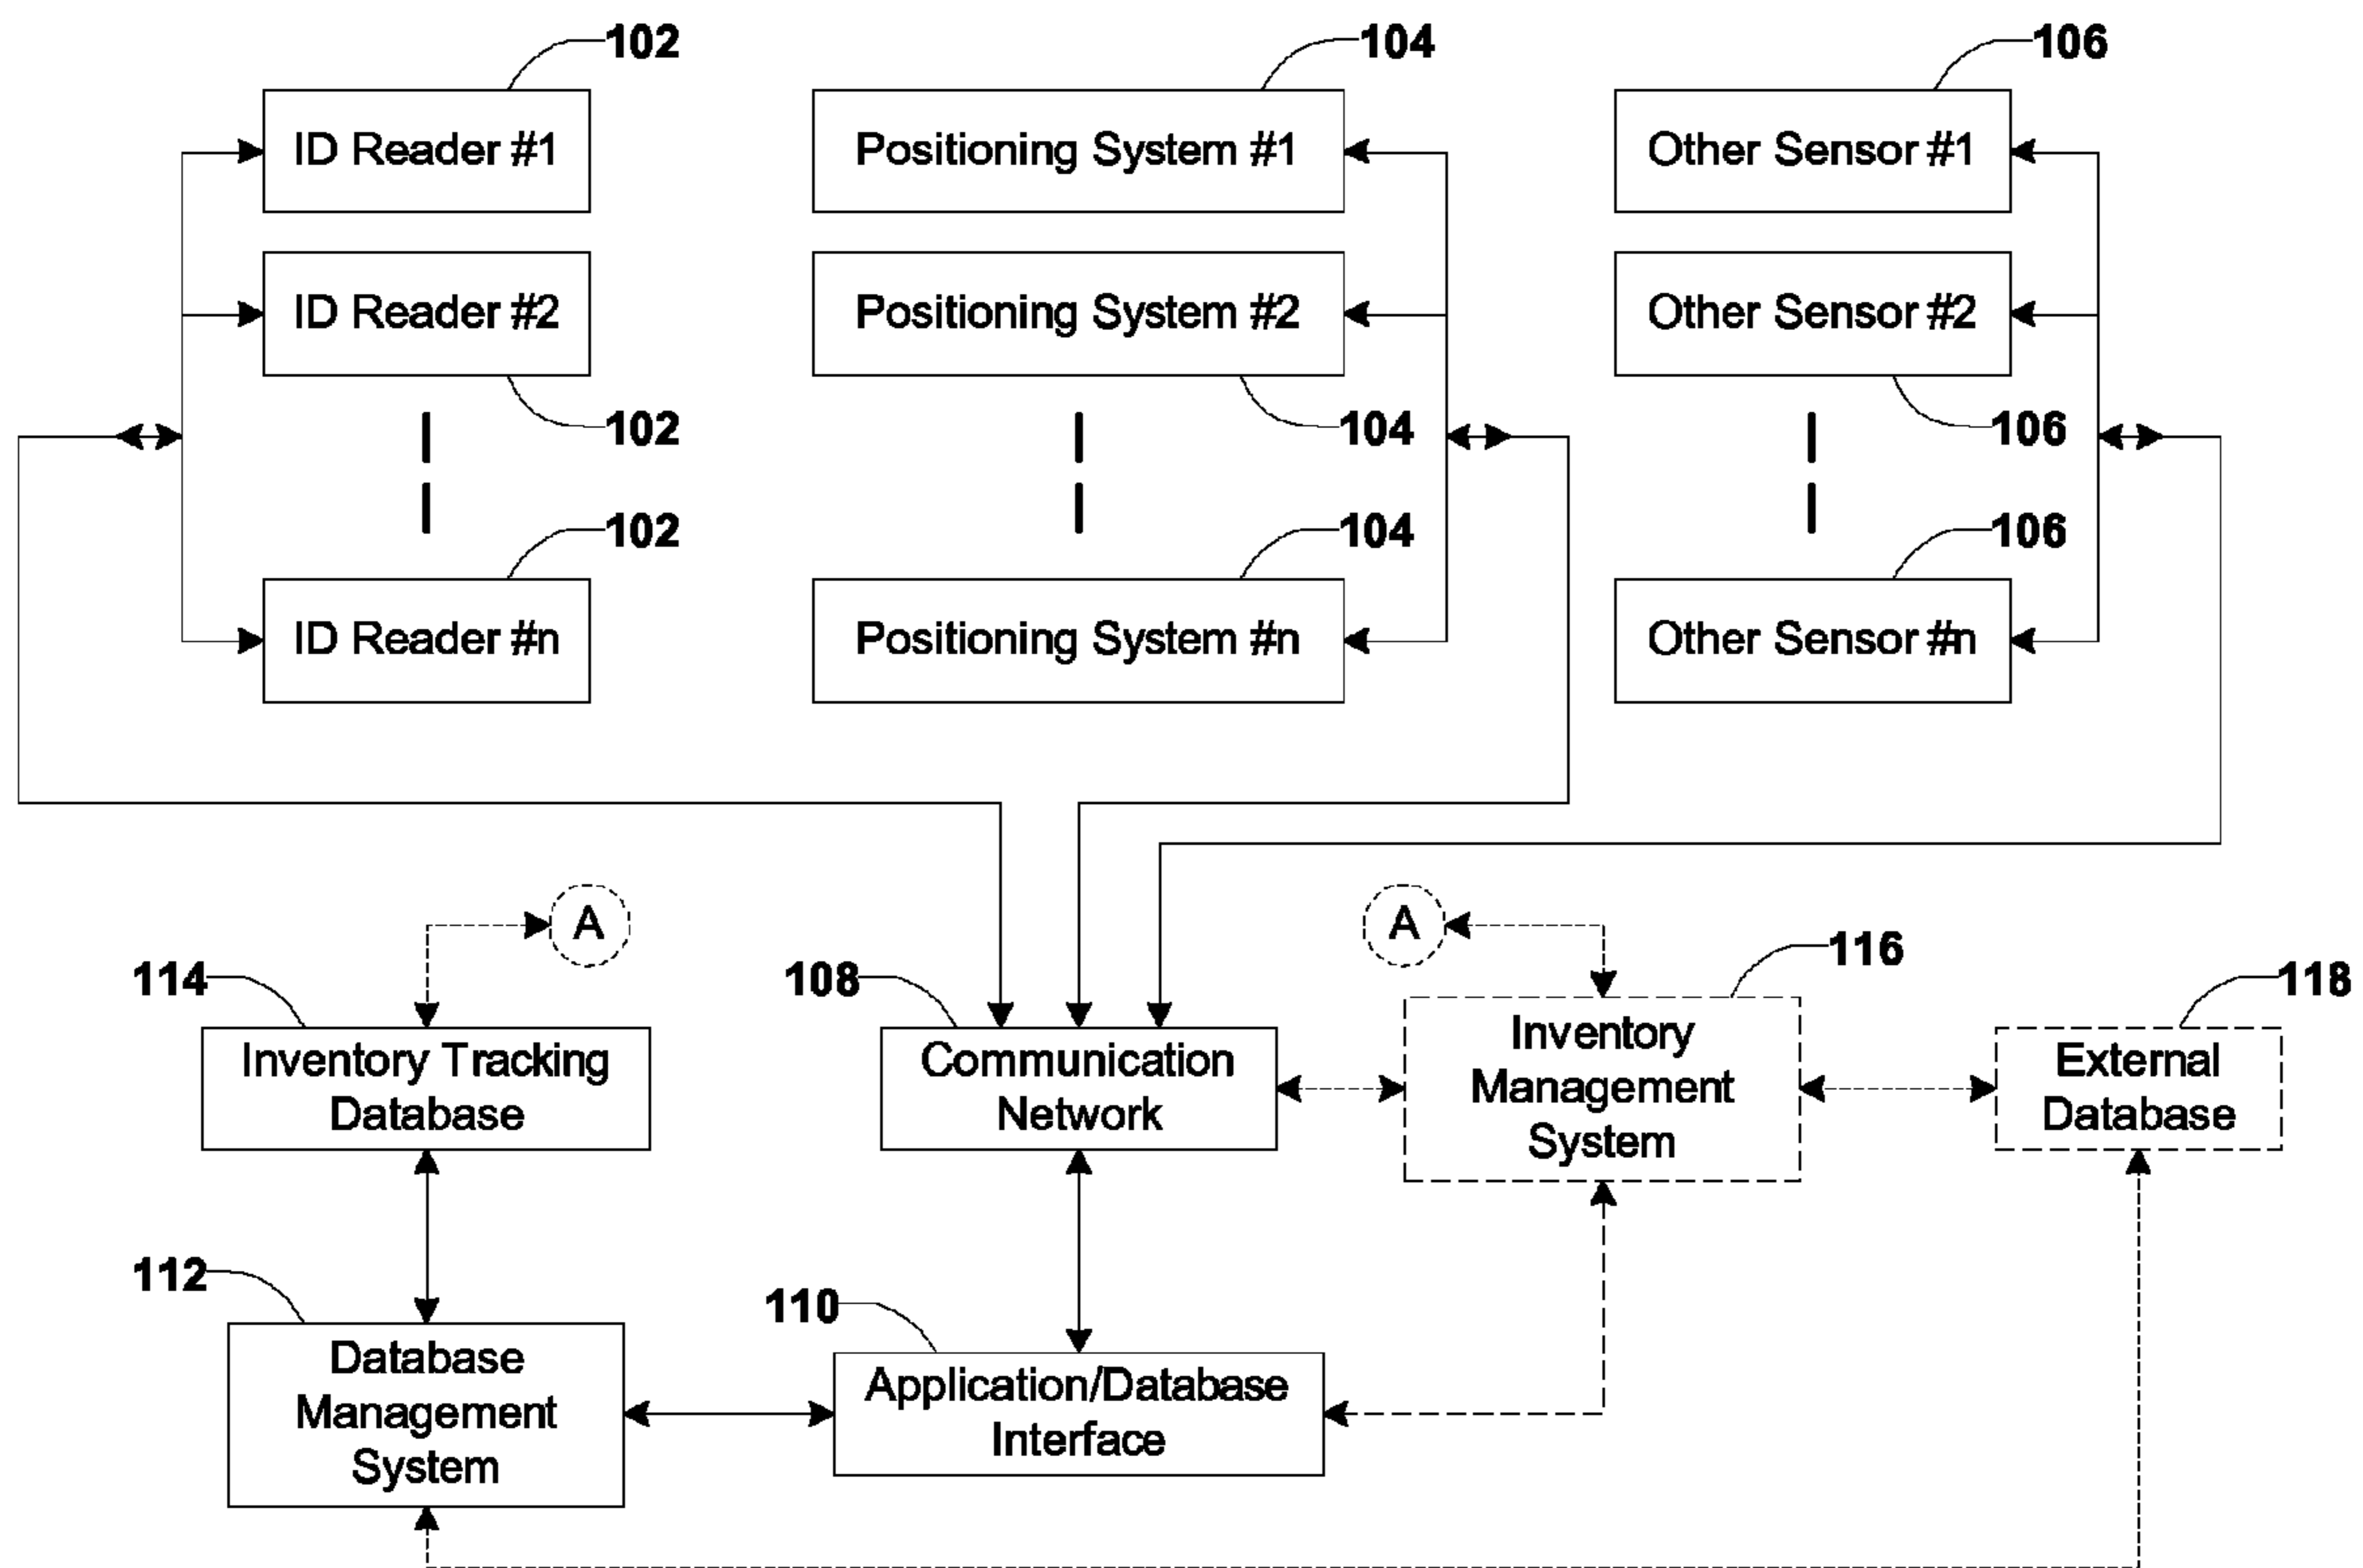 102
104
106
ID Reader #1
Positioning System #1
Other Sensor #1
ID Reader #2
Positioning System #2
Other Sensor #2
102
104
106
102
104
106
ID Reader #n
Positioning System #n
Other Sensor #n
A
A
114
108
116
118
Inventory Tracking
Database
Communication
Network
Inventory
Management
System
External
Database
112
110
Database
Management
System
Application/Database
Interface